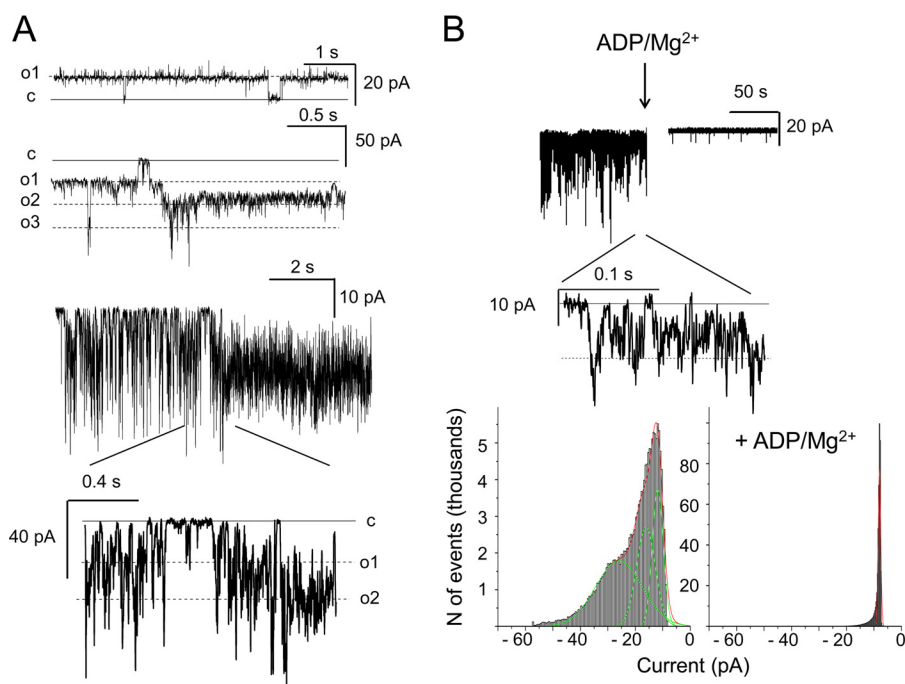 A
1 s
o1
20 pA
c
0.5 s
50 pA
c
o1
o2
o3
2 s
10 pA
0.4 s
40 pA
c
o1
o2
B
ADP/Mg²⁺
50 s
20 pA
0.1 s
10 pA
N of events (thousands)
5
4
3
2
1
-60 -40 -20 0
+ ADP/Mg²⁺
80
60
40
20
-60 -40 -20 0
Current (pA)